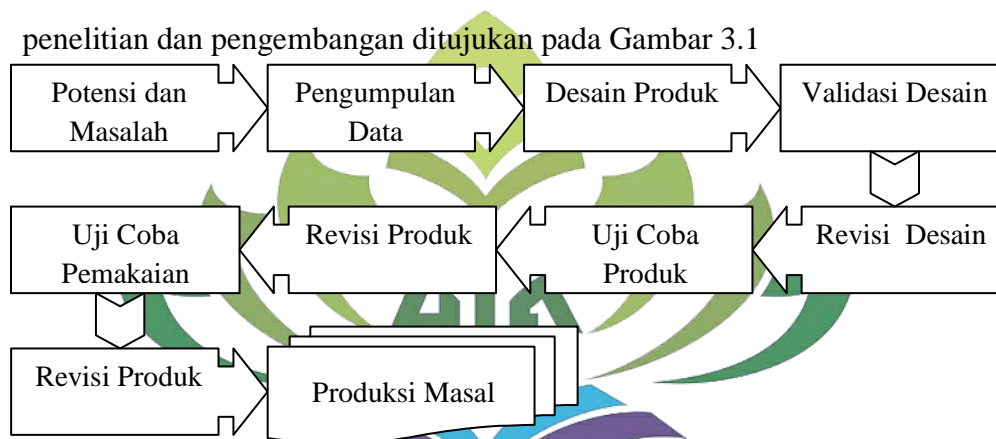 penelitian dan pengembangan ditujukan pada Gambar 3.1
Potensi dan
Masalah
Pengumpulan
Data
Desain Produk
Validasi Desain
Revisi Desain
Uji Coba
Produk
Revisi Produk
Uji Coba
Pemakaian
Revisi Produk
Produksi Masal